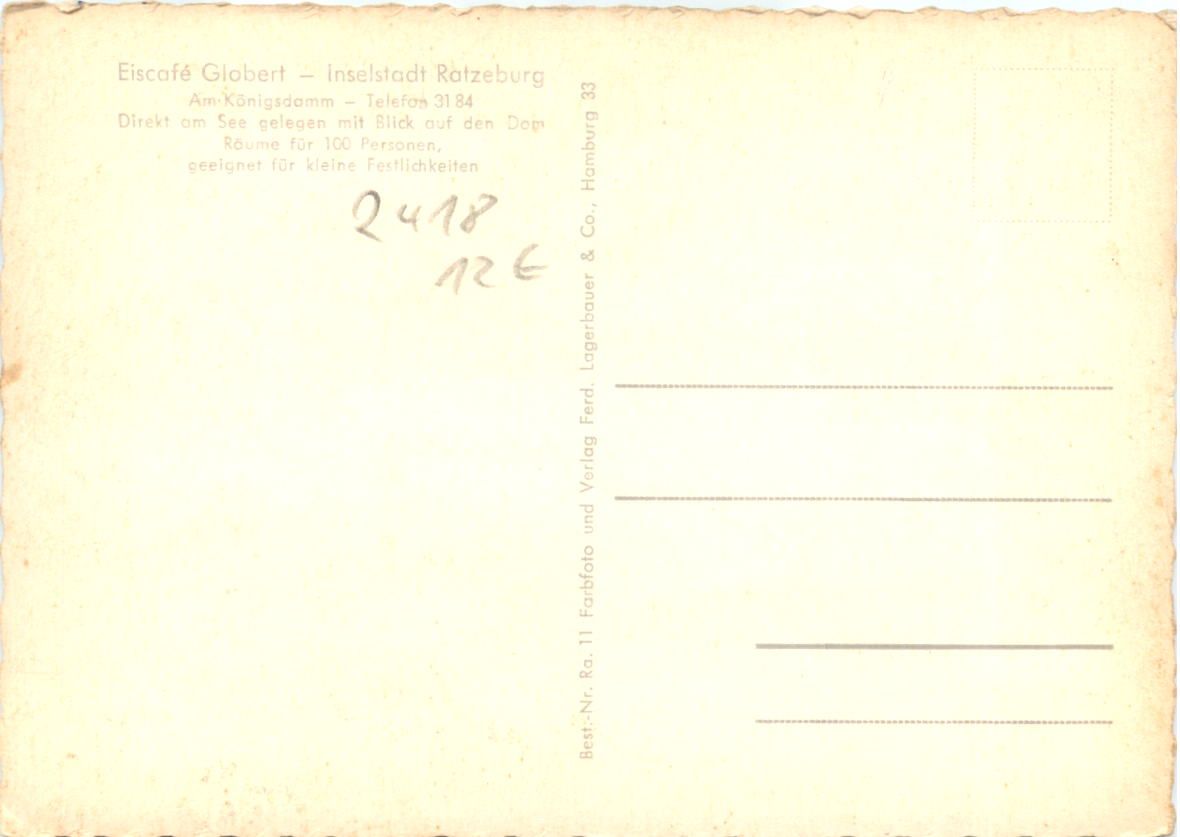 Eiscafé Globert – Inselstadt Ratzeburg
Am Königsdamm – Telefon 31 84
Direkt am See gelegen mit Blick auf den Dom
Räume für 100 Personen,
geeignet für kleine Festlichkeiten
2418
12 €
Best.-Nr. Ra. 11 Farbfoto und Verlag Ferd. Lagerbauer & Co., Hamburg 33